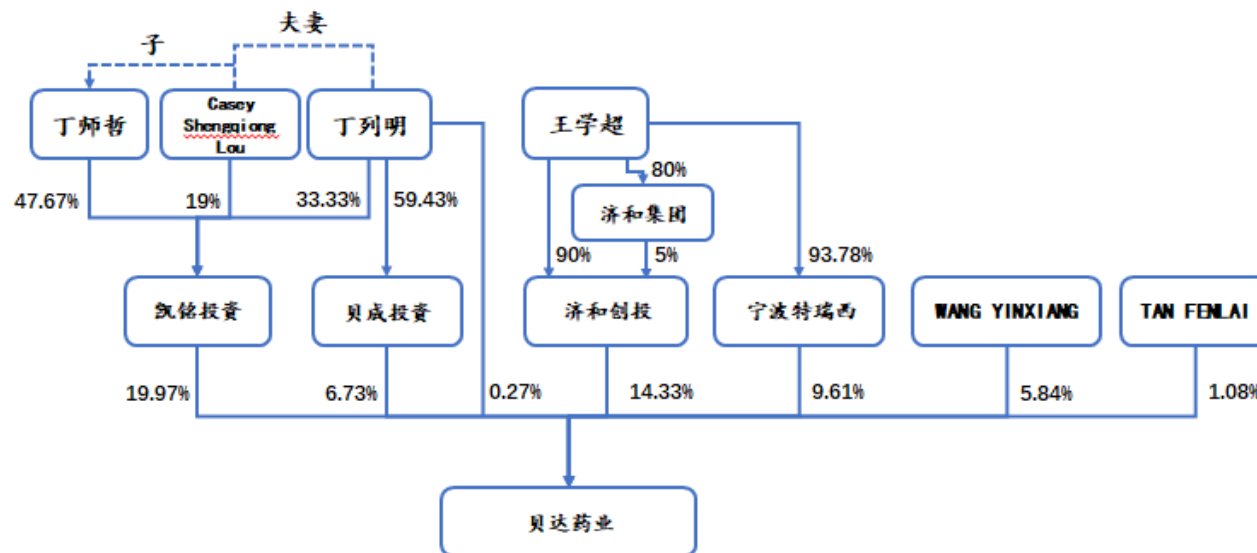 夫妻
子
丁师哲
Casey
Shengqiong
Lou
丁列明
王学超
80%
47.67%
19%
33.33%
59.43%
济和集团
90%
5%
93.78%
凯铭投资
贝成投资
济和创投
宁波特瑞西
WANG YINXIANG
TAN FENLAI
19.97%
6.73%
0.27%
14.33%
9.61%
5.84%
1.08%
贝达药业